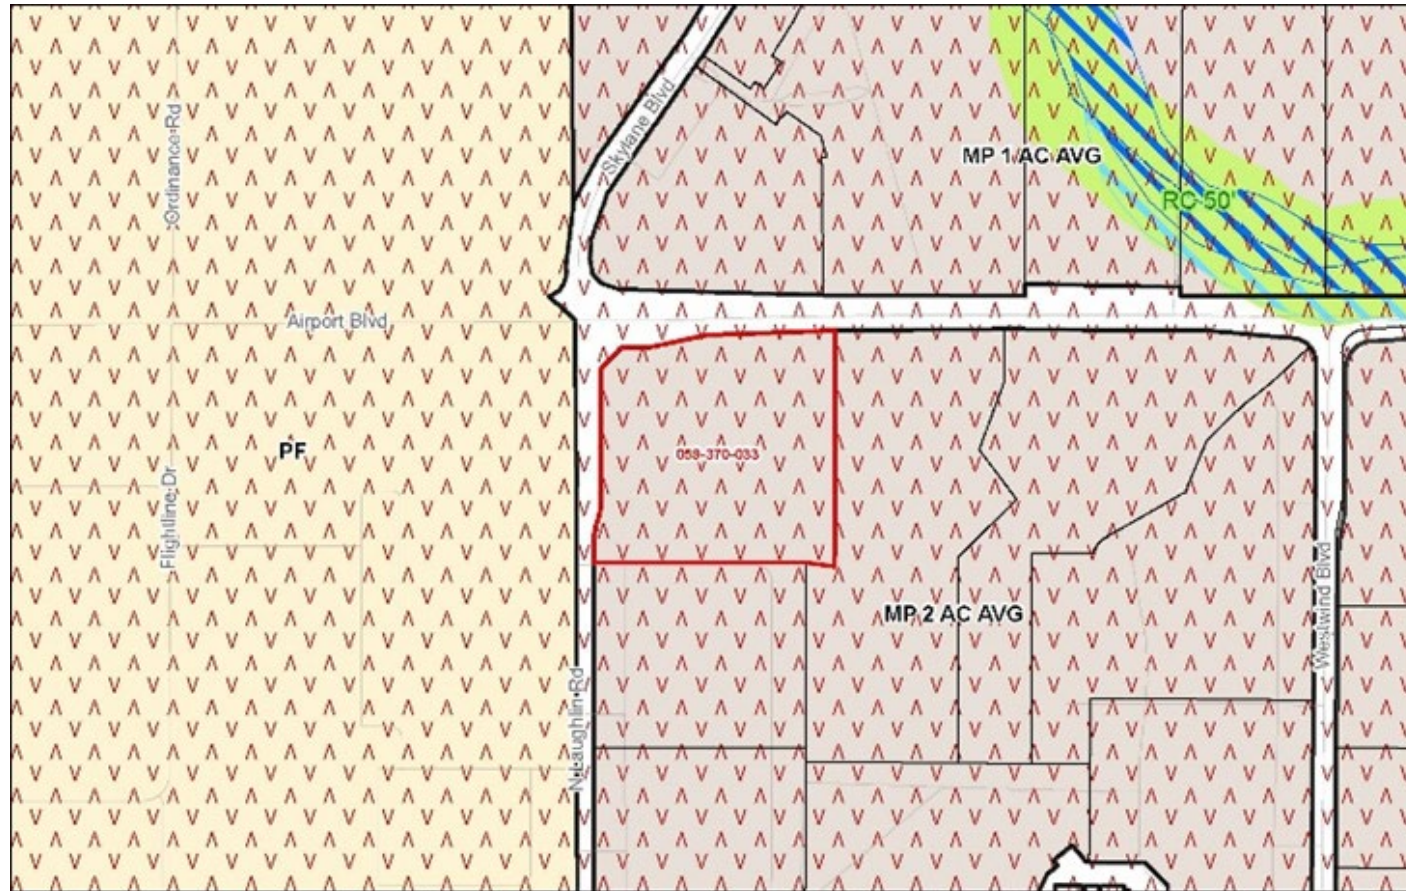 Ordinance Rd
Skylane Blvd
MP 1 AC AVG
RC 50'
Airport Blvd
PF
059-370-033
Flightline Dr
MP 2 AC AVG
Westwind Blvd
N Laughlin Rd